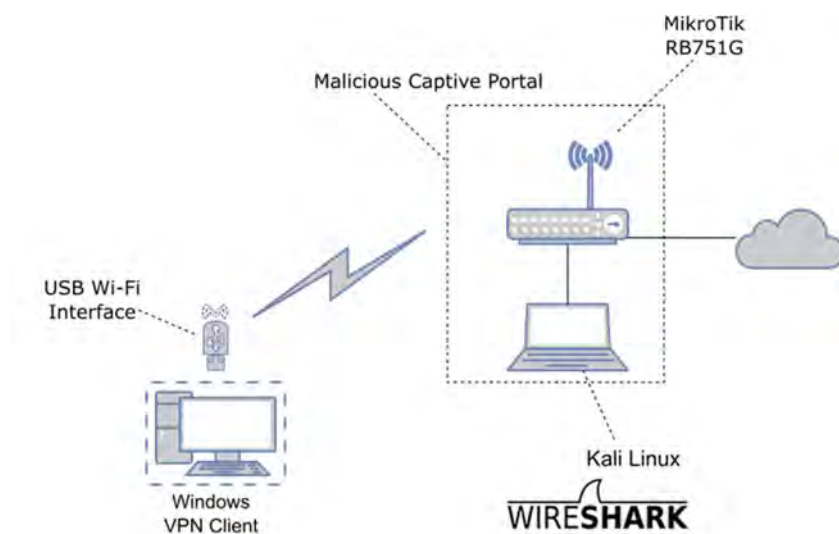 MikroTik
RB751G
Malicious Captive Portal
USB Wi-Fi
Interface
Kali Linux
Windows
VPN Client
WIRESHARK